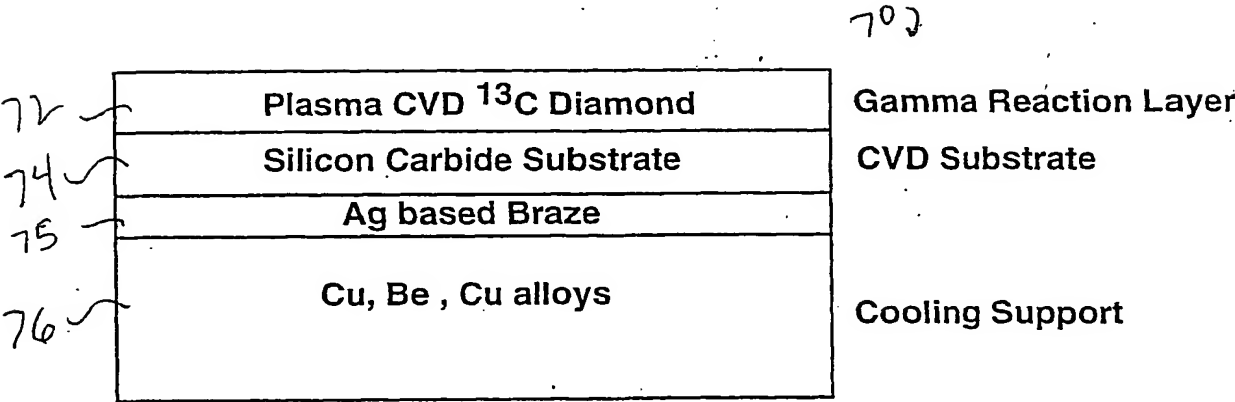 702
72
Plasma CVD ¹³C Diamond
Gamma Reaction Layer
74
Silicon Carbide Substrate
CVD Substrate
75
Ag based Braze
76
Cu, Be , Cu alloys
Cooling Support